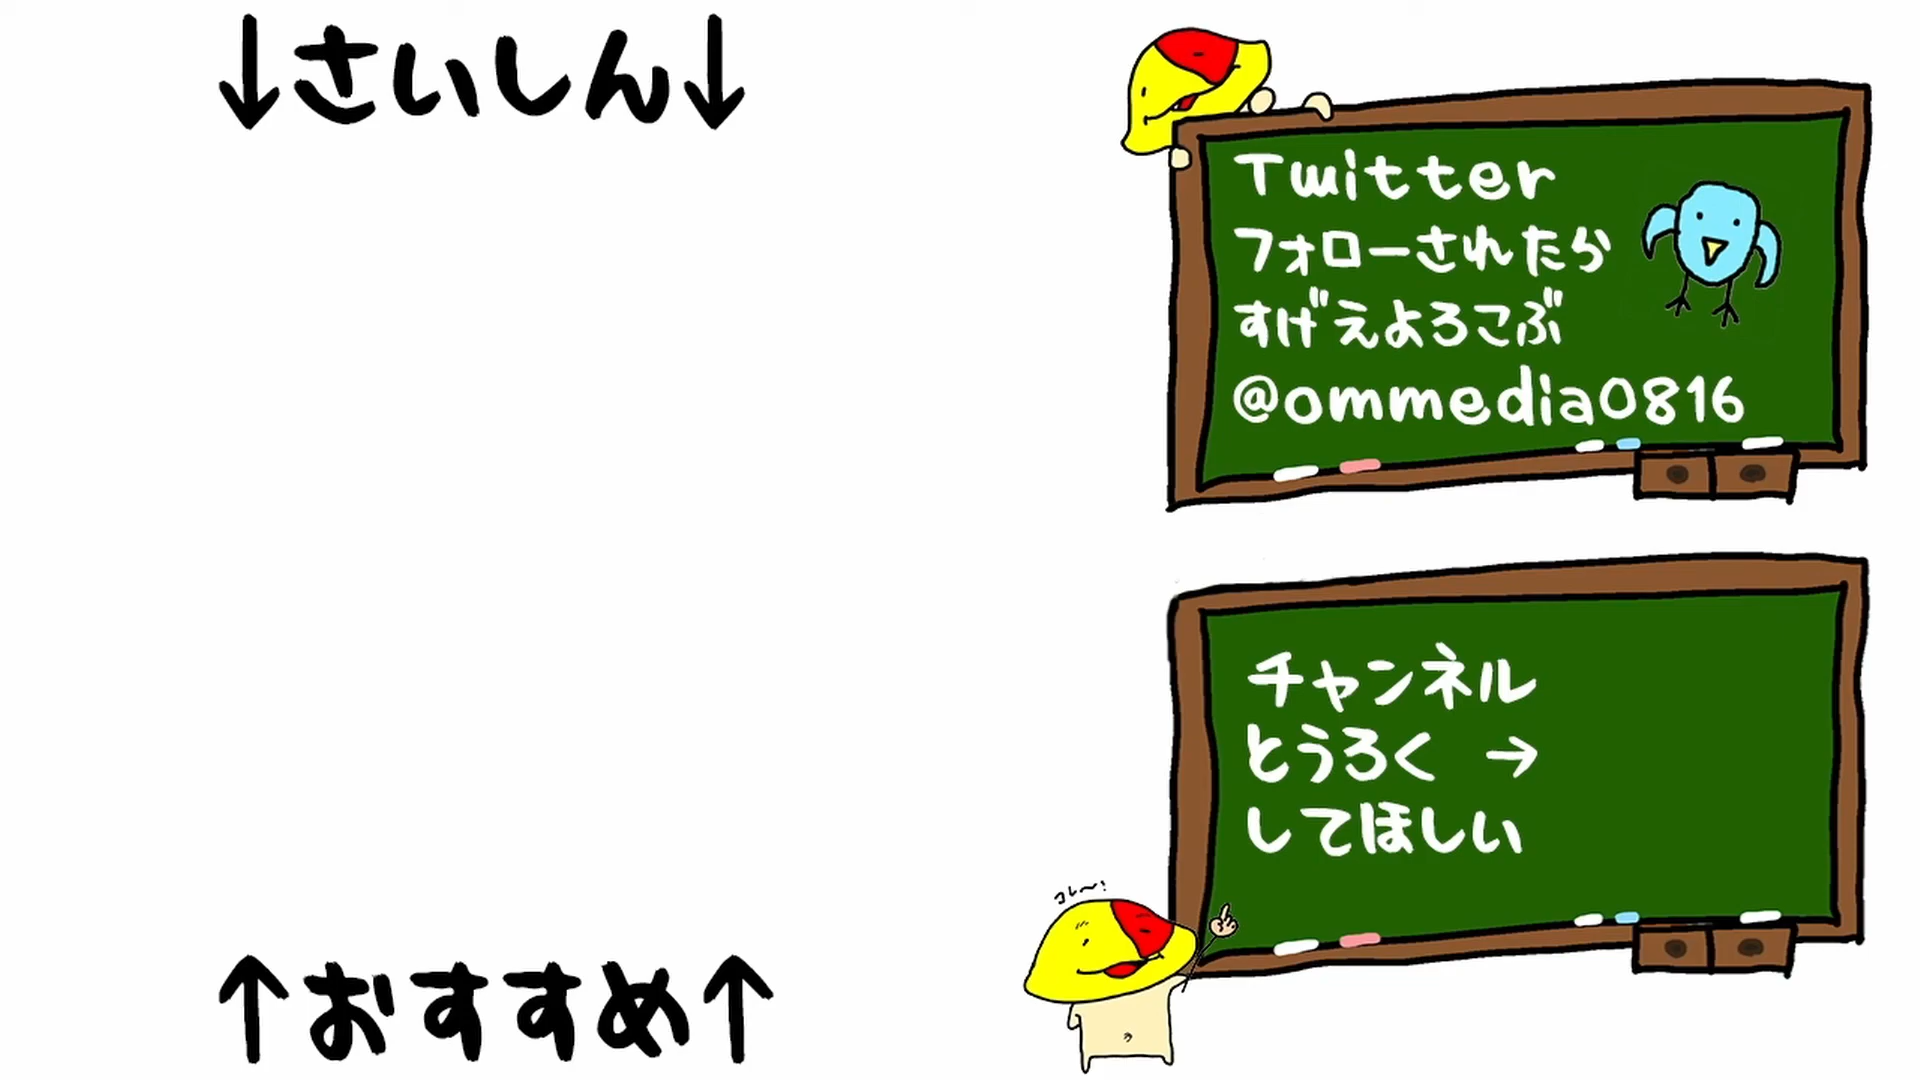 ↓さいしん↓
Twitter
フォローされたら
すげえよろこぶ
@ommedia0816
チャンネル
とうろく →
してほしい
コレ〜!
↑おすすめ↑